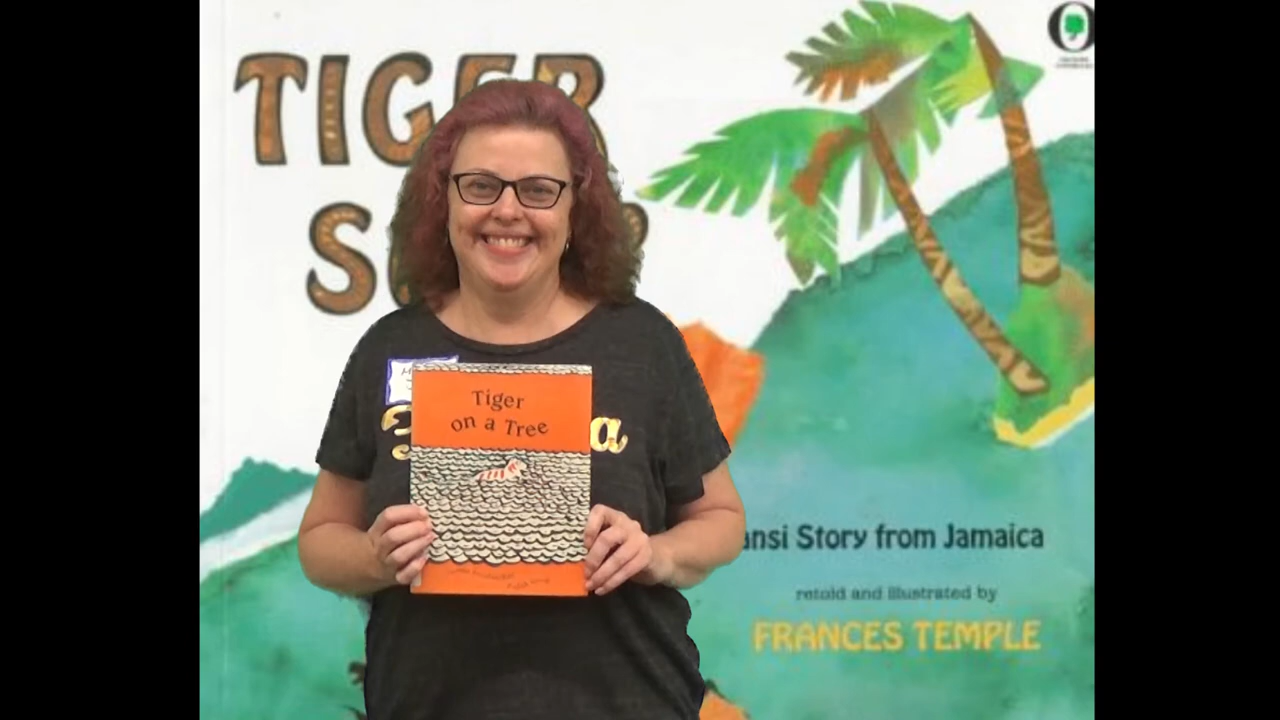 TIGER
S
Tiger
on a Tree
ansi Story from Jamaica
retold and illustrated by
FRANCES TEMPLE